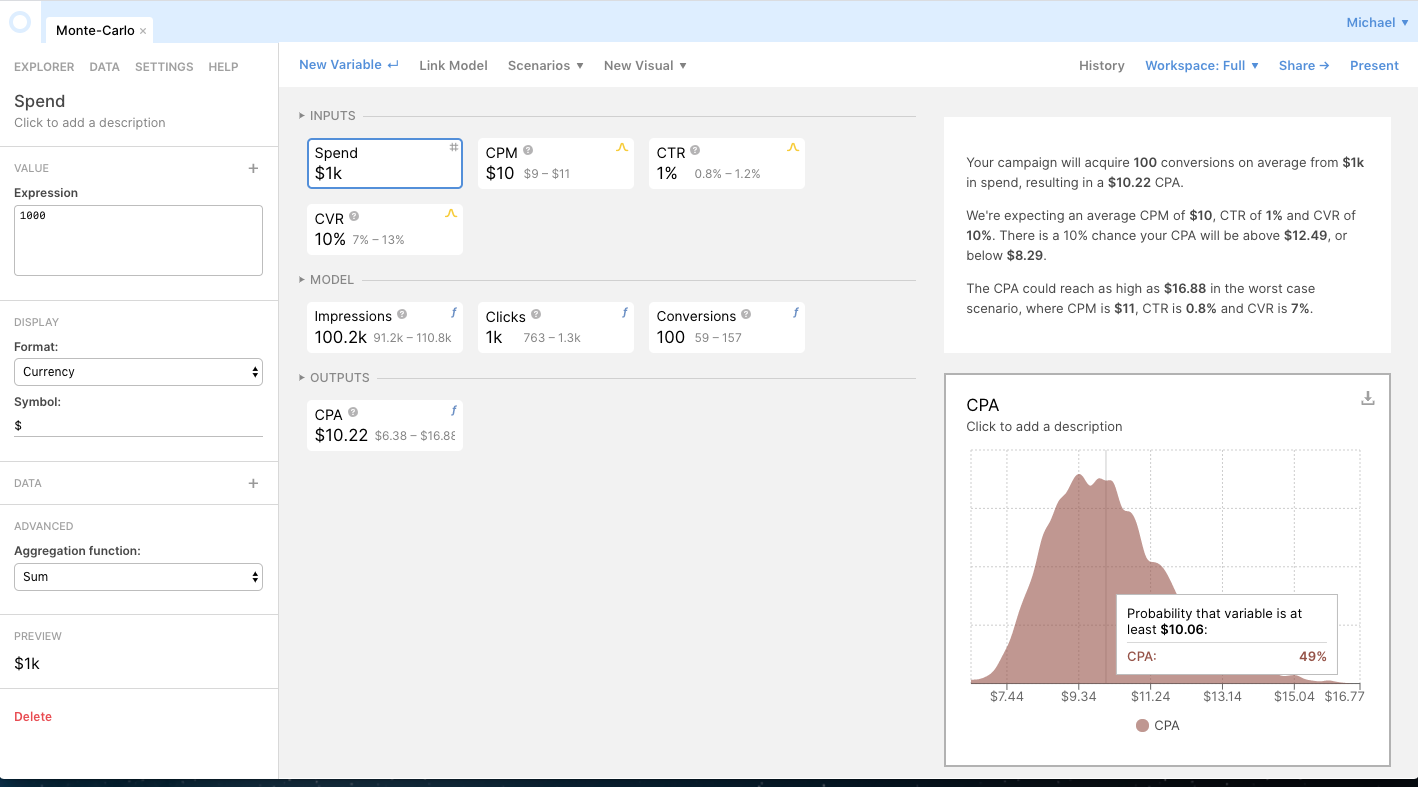 Monte-Carlo ×
Michael ▼
EXPLORER DATA SETTINGS HELP
Spend
Click to add a description
VALUE +
Expression
1000
DISPLAY
Format:
Currency
Symbol:
$
DATA +
ADVANCED
Aggregation function:
Sum
PREVIEW
$1k
Delete
New Variable ↵ Link Model Scenarios ▼ New Visual ▼
History Workspace: Full ▼ Share → Present
▸ INPUTS
Spend #
$1k
CPM ?
$10 $9 – $11
CTR ?
1% 0.8% – 1.2%
CVR ?
10% 7% – 13%
▸ MODEL
Impressions ? ƒ
100.2k 91.2k – 110.8k
Clicks ? ƒ
1k 763 – 1.3k
Conversions ? ƒ
100 59 – 157
▸ OUTPUTS
CPA ? ƒ
$10.22 $6.38 – $16.88
Your campaign will acquire 100 conversions on average from $1k
in spend, resulting in a $10.22 CPA.
We're expecting an average CPM of $10, CTR of 1% and CVR of
10%. There is a 10% chance your CPA will be above $12.49, or
below $8.29.
The CPA could reach as high as $16.88 in the worst case
scenario, where CPM is $11, CTR is 0.8% and CVR is 7%.
CPA
Click to add a description
Probability that variable is at
least $10.06:
CPA: 49%
$7.44 $9.34 $11.24 $13.14 $15.04 $16.77
CPA